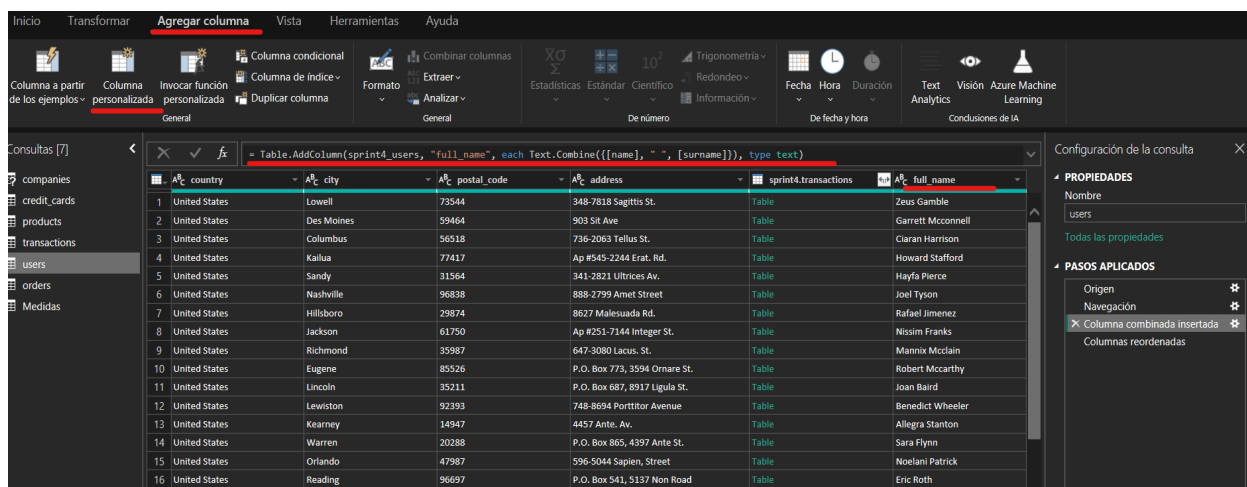 Inicio Transformar Agregar columna Vista Herramientas Ayuda
Columna a partir de los ejemplos
Columna personalizada
Invocar función personalizada
Columna condicional
Columna de índice
Duplicar columna
General
ABC
Formato
Combinar columnas
Extraer
Analizar
General
Estadísticas
Estándar
Científico
Trigonometría
Redondeo
Información
De número
Fecha
Hora
Duración
De fecha y hora
Text Analytics
Visión
Azure Machine Learning
Conclusiones de IA
Consultas [7]
companies
credit_cards
products
transactions
users
orders
Medidas
fx = Table.AddColumn(sprint4_users, "full_name", each Text.Combine({[name], " ", [surname]}), type text)
country city postal_code address sprint4.transactions full_name
1 United States Lowell 73544 348-7818 Sagittis St. Table Zeus Gamble
2 United States Des Moines 59464 903 Sit Ave Table Garrett Mcconnell
3 United States Columbus 56518 736-2063 Tellus St. Table Ciaran Harrison
4 United States Kailua 77417 Ap #545-2244 Erat. Rd. Table Howard Stafford
5 United States Sandy 31564 341-2821 Ultrices Av. Table Hayfa Pierce
6 United States Nashville 96838 888-2799 Amet Street Table Joel Tyson
7 United States Hillsboro 29874 8627 Malesuada Rd. Table Rafael Jimenez
8 United States Jackson 61750 Ap #251-7144 Integer St. Table Nissim Franks
9 United States Richmond 35987 647-3080 Lacus. St. Table Mannix Mcclain
10 United States Eugene 85526 P.O. Box 773, 3594 Ornare St. Table Robert Mccarthy
11 United States Lincoln 35211 P.O. Box 687, 8917 Ligula St. Table Joan Baird
12 United States Lewiston 92393 748-8694 Porttitor Avenue Table Benedict Wheeler
13 United States Kearney 14947 4457 Ante. Av. Table Allegra Stanton
14 United States Warren 20288 P.O. Box 865, 4397 Ante St. Table Sara Flynn
15 United States Orlando 47987 596-5044 Sapien, Street Table Noelani Patrick
16 United States Reading 96697 P.O. Box 541, 5137 Non Road Table Eric Roth
Configuración de la consulta
PROPIEDADES
Nombre
users
Todas las propiedades
PASOS APLICADOS
Origen
Navegación
Columna combinada insertada
Columnas reordenadas